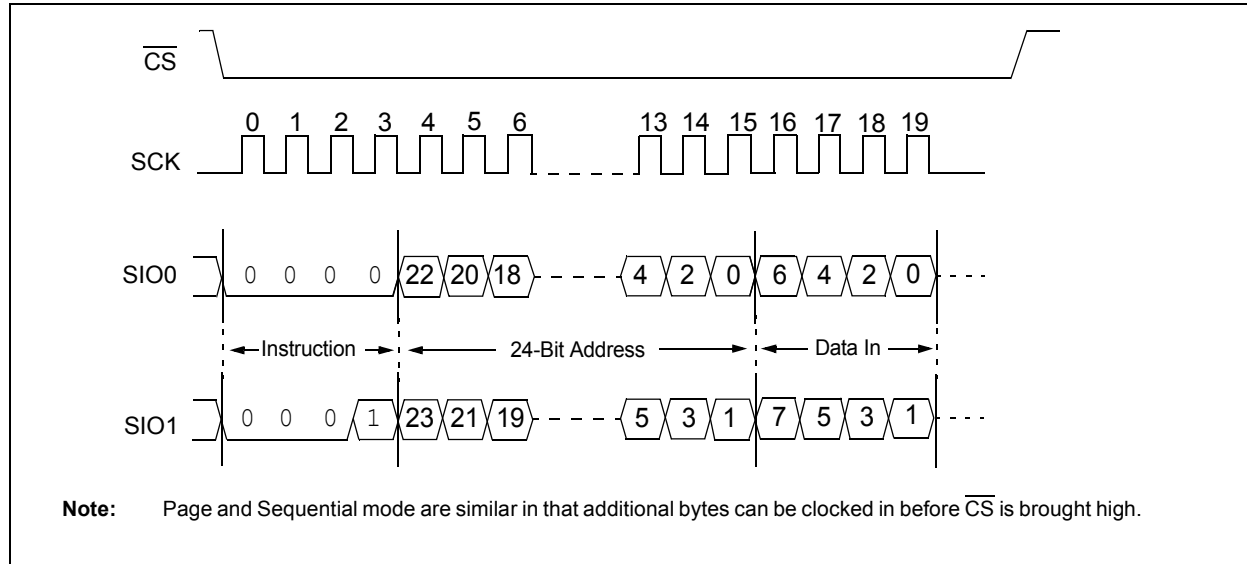 CS
0 1 2 3 4 5 6 13 14 15 16 17 18 19
SCK
SIO0 0 0 0 0 22 20 18 4 2 0 6 4 2 0
Instruction 24-Bit Address Data In
SIO1 0 0 0 1 23 21 19 5 3 1 7 5 3 1
Note: Page and Sequential mode are similar in that additional bytes can be clocked in before CS is brought high.